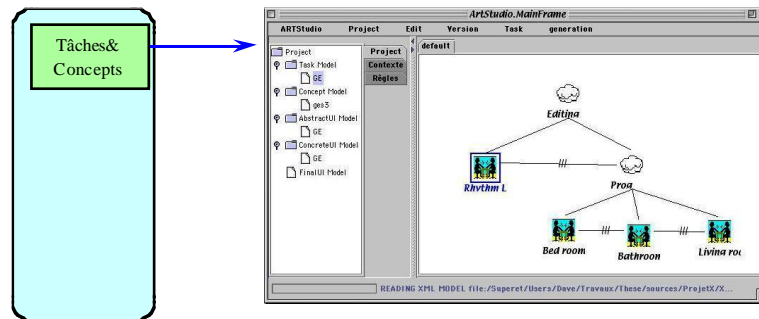 Tâches&
Concepts
ArtStudio.MainFrame
ARTStudio Project Edit Version Task generation
Project
Task Model
GE
Concept Model
ges3
AbstractUI Model
GE
ConcreteUI Model
GE
FinalUI Model
Project
Contexte
Règles
default
Editing
Rhythm L
Prog
Bed room
Bathroon
Living roo
READING XML MODEL file:/Superet/Users/Dave/Travaux/These/sources/ProjetX/X...